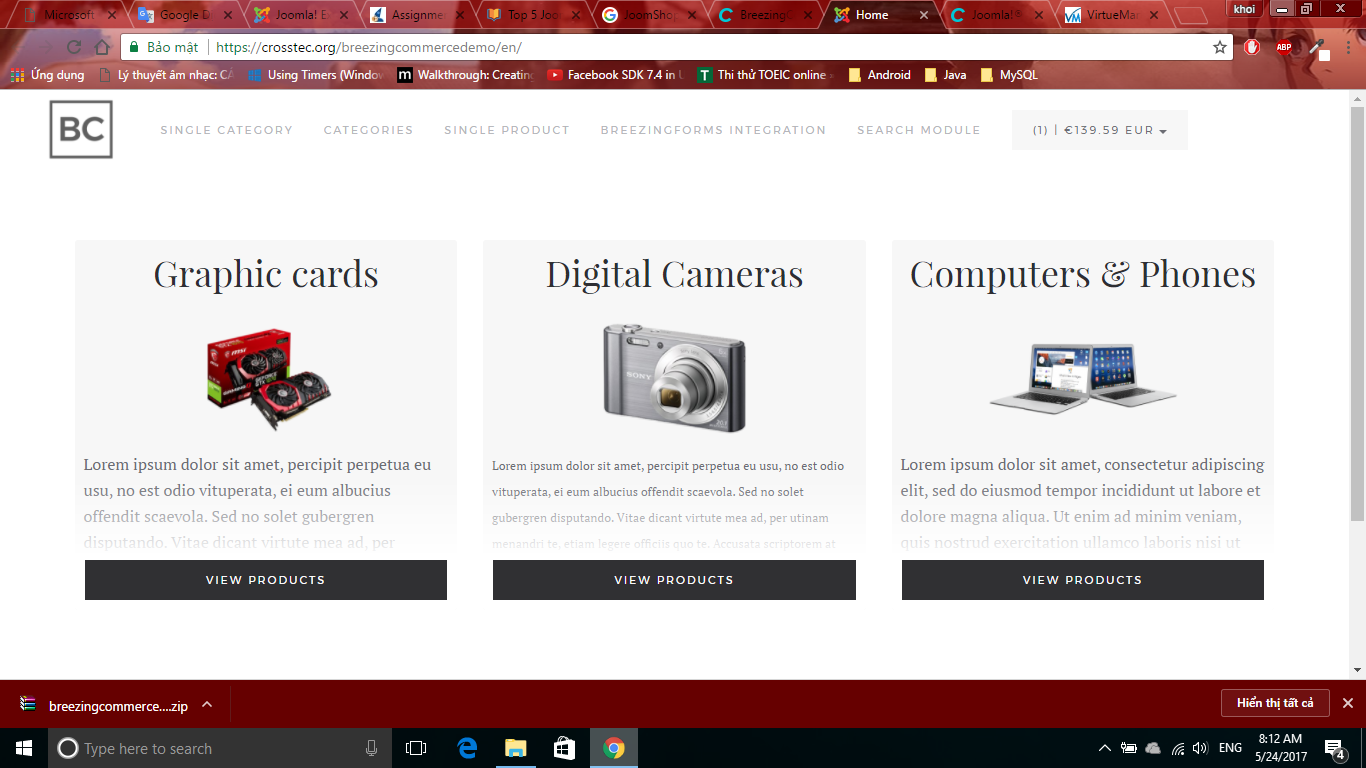 Microsoft
Google D
Joomla! E
Assignme
Top 5 Joo
JoomSho
Breezing
Home
Joomla!®
VirtueMar
khoi
Bảo mật
https://crosstec.org/breezingcommercedemo/en/
ABP
Ứng dụng
Lý thuyết âm nhạc: CÁ
Using Timers (Window
Walkthrough: Creating
Facebook SDK 7.4 in U
Thi thử TOEIC online »
Android
Java
MySQL
BC
SINGLE CATEGORY
CATEGORIES
SINGLE PRODUCT
BREEZINGFORMS INTEGRATION
SEARCH MODULE
(1) | €139.59 EUR
Graphic cards
Lorem ipsum dolor sit amet, percipit perpetua eu
usu, no est odio vituperata, ei eum albucius
offendit scaevola. Sed no solet gubergren
disputando. Vitae dicant virtute mea ad, per
VIEW PRODUCTS
Digital Cameras
SONY
20.1
Lorem ipsum dolor sit amet, percipit perpetua eu usu, no est odio
vituperata, ei eum albucius offendit scaevola. Sed no solet
gubergren disputando. Vitae dicant virtute mea ad, per utinam
menandri te, etiam legere officiis quo te. Accusata scriptorem at
VIEW PRODUCTS
Computers & Phones
Lorem ipsum dolor sit amet, consectetur adipiscing
elit, sed do eiusmod tempor incididunt ut labore et
dolore magna aliqua. Ut enim ad minim veniam,
quis nostrud exercitation ullamco laboris nisi ut
VIEW PRODUCTS
breezingcommerce....zip
Hiển thị tất cả
Type here to search
ENG
8:12 AM
5/24/2017
4